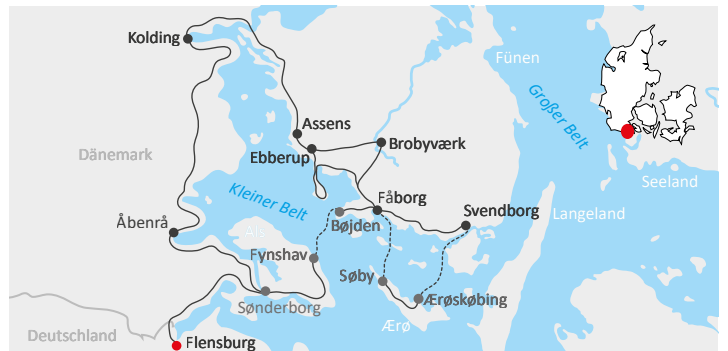 Kolding
Fünen
Großer Belt
Assens
Brobyværk
Ebberup
Dänemark
Seeland
Kleiner Belt
Fåborg
Svendborg
Langeland
Åbenrå
Bøjden
Als
Fynshav
Søby
Ærøskøbing
Sønderborg
Ærø
Deutschland
Flensburg